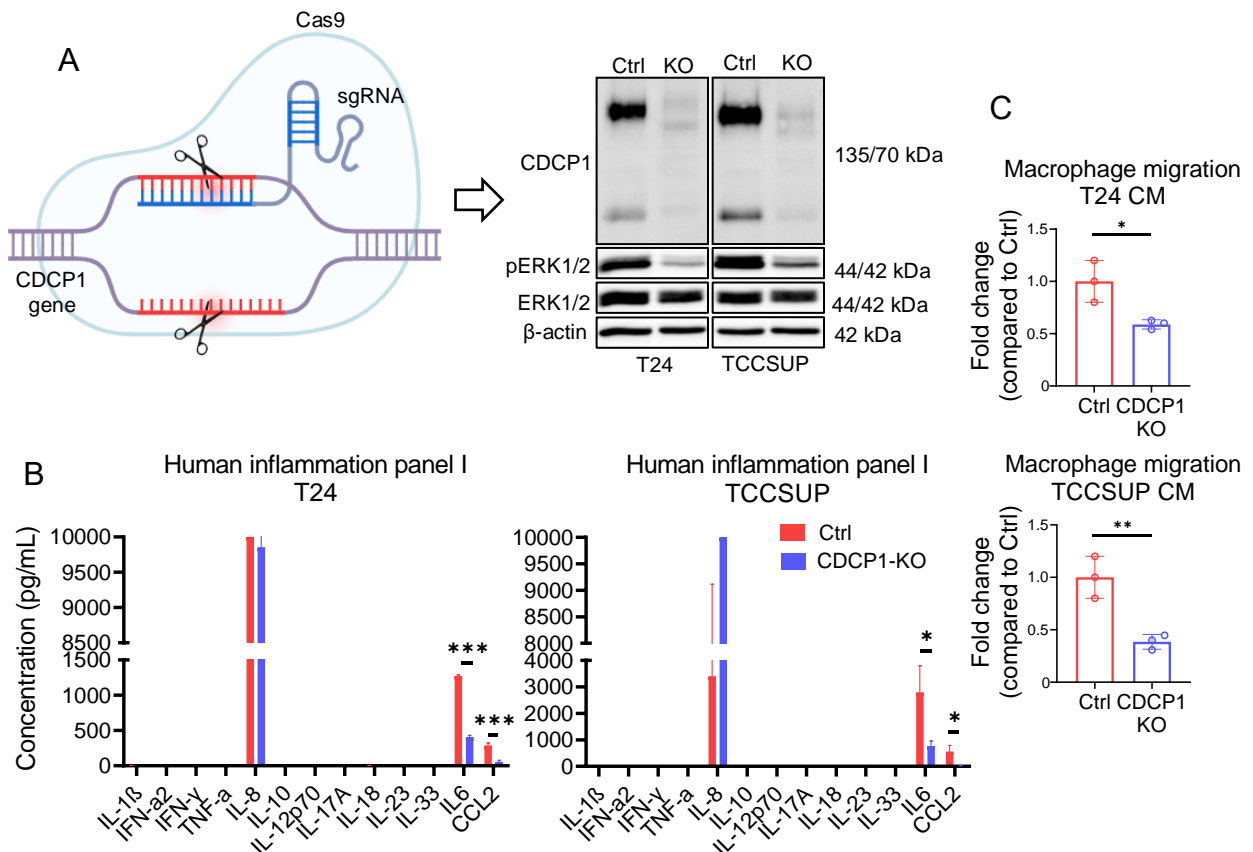 A
Cas9
sgRNA
CDCP1
gene
Ctrl KO Ctrl KO
CDCP1
135/70 kDa
pERK1/2
44/42 kDa
ERK1/2
44/42 kDa
β-actin
42 kDa
T24 TCCSUP
B
Human inflammation panel I
T24
Concentration (pg/mL)
10000
9750
9500
9250
9000
8750
8500
1500
1000
500
0
***
***
IL-1ß
IFN-a2
IFN-γ
TNF-a
IL-8
IL-10
IL-12p70
IL-17A
IL-18
IL-23
IL-33
IL6
CCL2
Human inflammation panel I
TCCSUP
10000
9750
9500
9250
9000
8750
8500
8250
8000
4000
3000
2000
1000
0
Ctrl
CDCP1-KO
*
*
IL-1ß
IFN-a2
IFN-γ
TNF-a
IL-8
IL-10
IL-12p70
IL-17A
IL-18
IL-23
IL-33
IL6
CCL2
C
Macrophage migration
T24 CM
Fold change
(compared to Ctrl)
1.5
1.0
0.5
0
*
Ctrl CDCP1
KO
Macrophage migration
TCCSUP CM
Fold change
(compared to Ctrl)
1.5
1.0
0.5
0
**
Ctrl CDCP1
KO